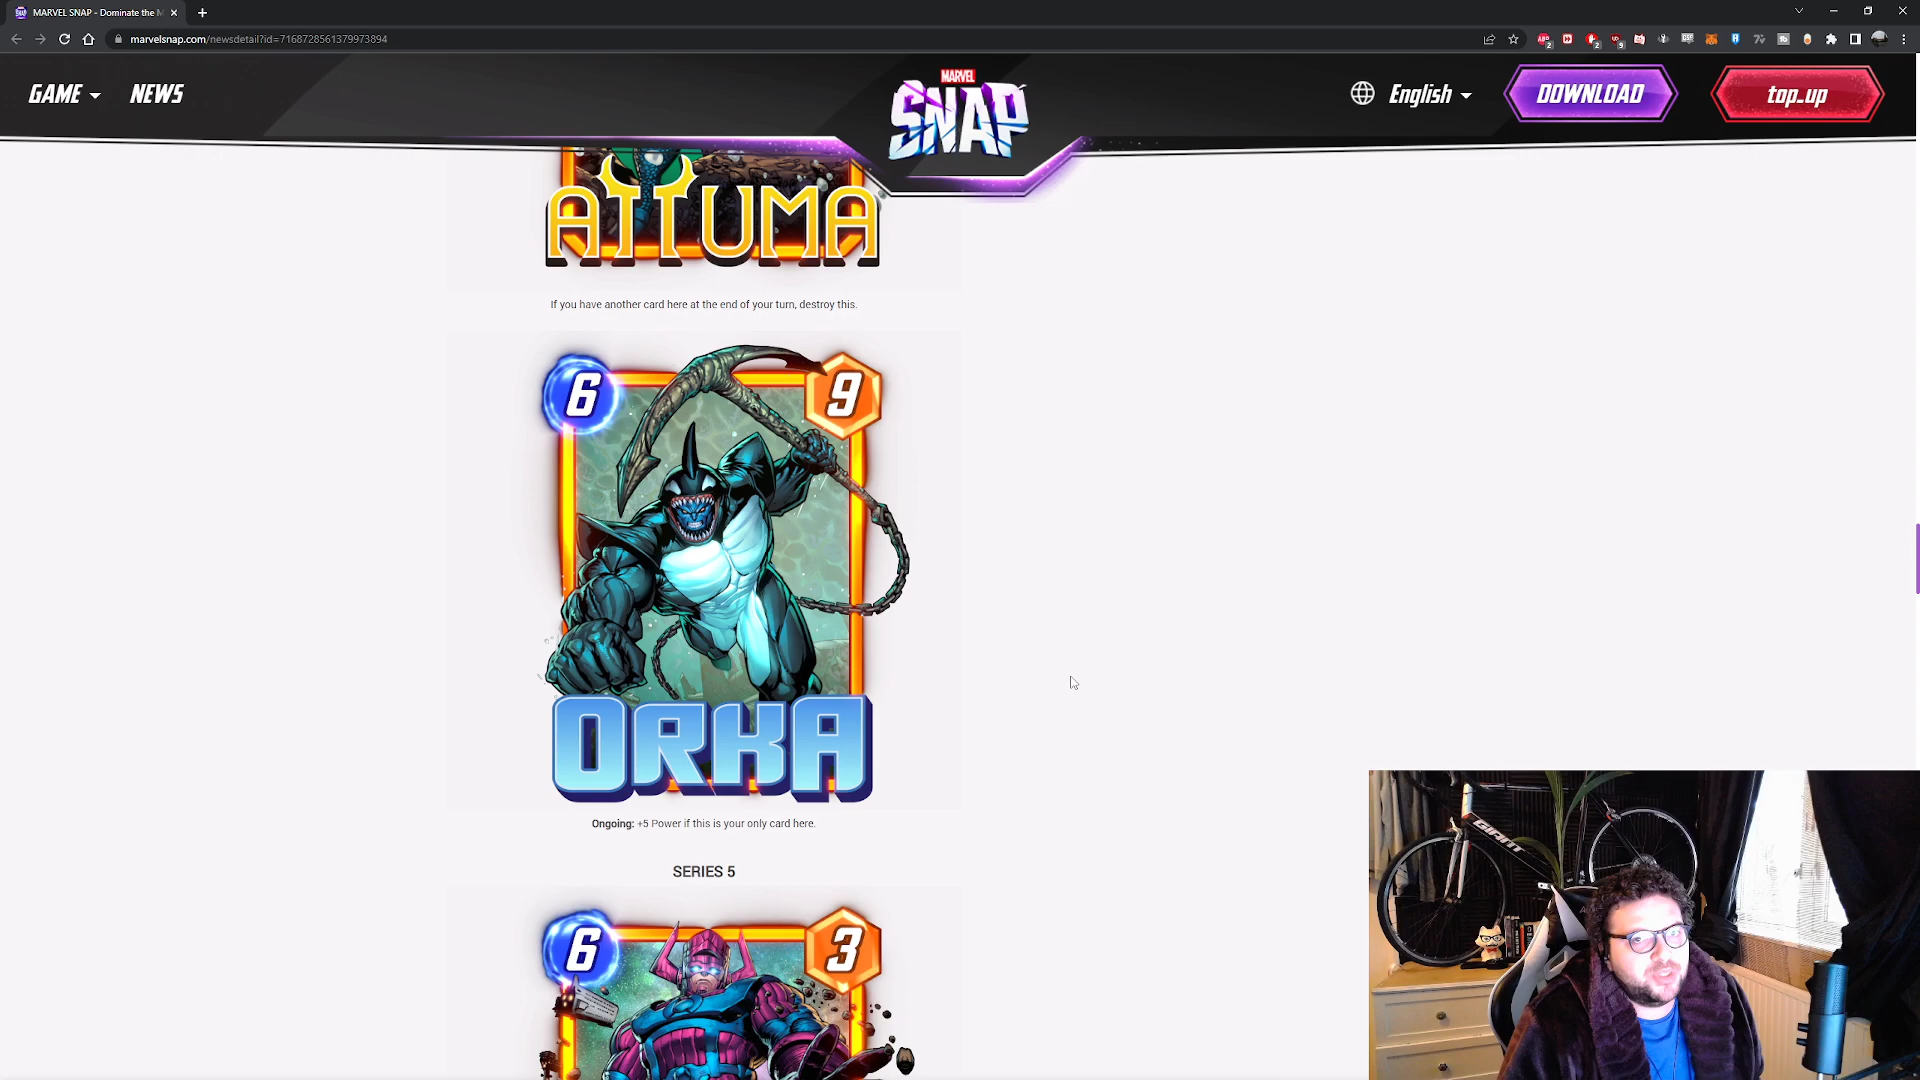 MARVEL SNAP - Dominate the M
marvelsnap.com/newsdetail?id=7168728561379973894
GAME
NEWS
MARVEL
SNAP
English
DOWNLOAD
top_up
ATTUMA
If you have another card here at the end of your turn, destroy this.
6
9
ORKA
Ongoing: +5 Power if this is your only card here.
SERIES 5
6
3
GIANT